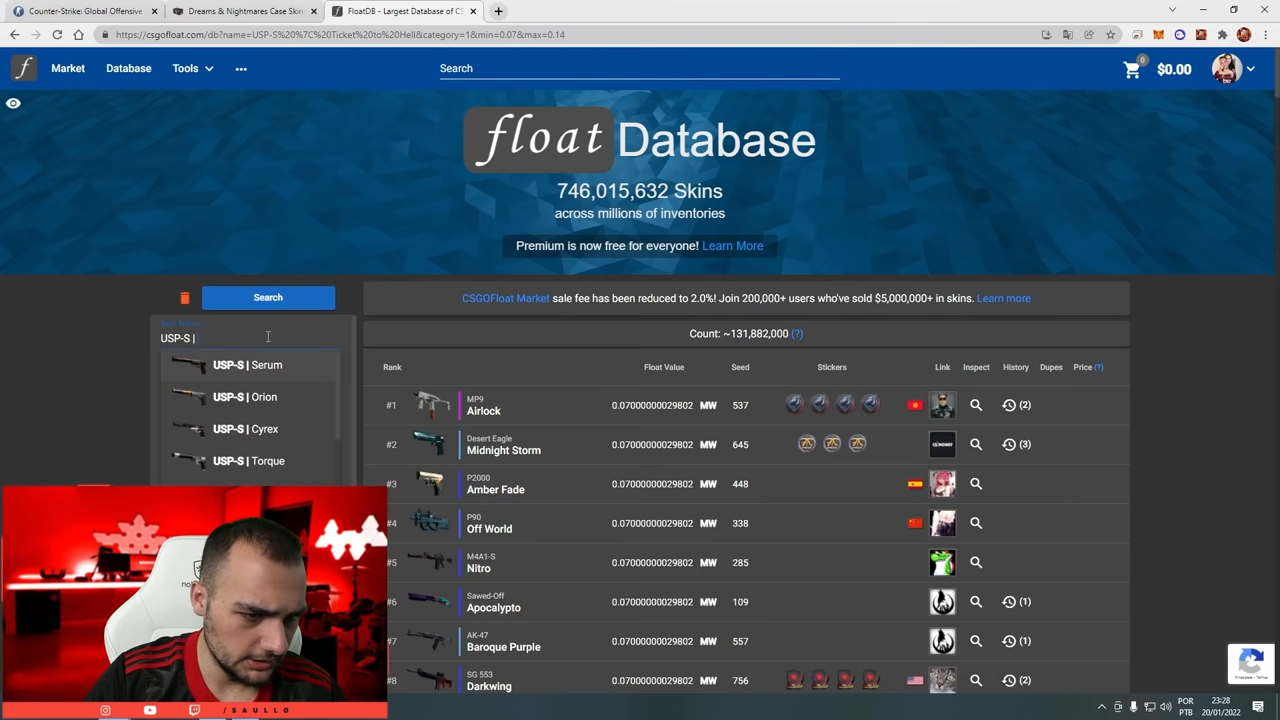 Counter-Strike: Global Offensive
Dreams & Nightmares Case Skin
FloatDB - Largest Database of CS
https://csgofloat.com/db?name=USP-S%20%7C%20Ticket%20to%20Hell&category=1&min=0.07&max=0.14
f
Market
Database
Tools
Search
0
$0.00
float Database
746,015,632 Skins
across millions of inventories
Premium is now free for everyone! Learn More
Search
CSGOFloat Market sale fee has been reduced to 2.0%! Join 200,000+ users who've sold $5,000,000+ in skins. Learn more
Item Name
USP-S |
USP-S | Serum
USP-S | Orion
USP-S | Cyrex
USP-S | Torque
Count: ~131,882,000 (?)
Rank Float Value Seed Stickers Link Inspect History Dupes Price (?)
#1 MP9 Airlock 0.07000000029802 MW 537 (2)
#2 Desert Eagle Midnight Storm 0.07000000029802 MW 645 (3)
#3 P2000 Amber Fade 0.07000000029802 MW 448
#4 P90 Off World 0.07000000029802 MW 338
#5 M4A1-S Nitro 0.07000000029802 MW 285
#6 Sawed-Off Apocalypto 0.07000000029802 MW 109 (1)
#7 AK-47 Baroque Purple 0.07000000029802 MW 557 (1)
#8 SG 553 Darkwing 0.07000000029802 MW 756 (2)
/SAULLO
POR
PTB
23:28
20/01/2022